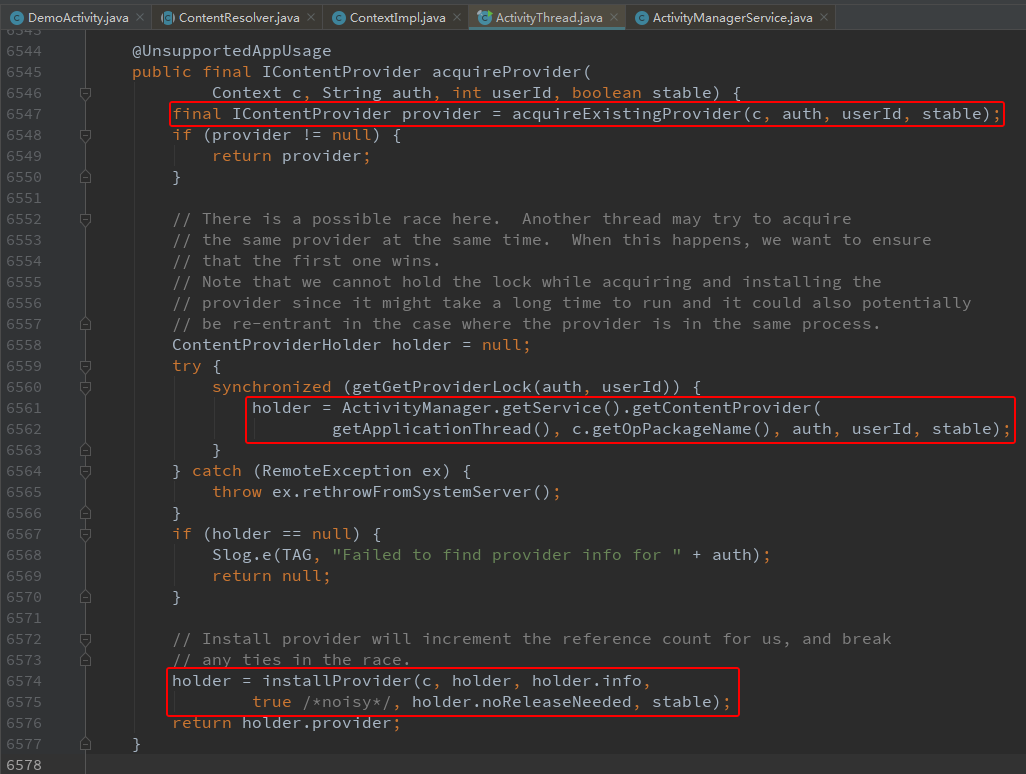 DemoActivity.java × ContentResolver.java × ContextImpl.java × ActivityThread.java × ActivityManagerService.java ×
6543
6544 @UnsupportedAppUsage
6545 public final IContentProvider acquireProvider(
6546 Context c, String auth, int userId, boolean stable) {
6547 final IContentProvider provider = acquireExistingProvider(c, auth, userId, stable);
6548 if (provider != null) {
6549 return provider;
6550 }
6551
6552 // There is a possible race here.  Another thread may try to acquire
6553 // the same provider at the same time.  When this happens, we want to ensure
6554 // that the first one wins.
6555 // Note that we cannot hold the lock while acquiring and installing the
6556 // provider since it might take a long time to run and it could also potentially
6557 // be re-entrant in the case where the provider is in the same process.
6558 ContentProviderHolder holder = null;
6559 try {
6560 synchronized (getGetProviderLock(auth, userId)) {
6561 holder = ActivityManager.getService().getContentProvider(
6562 getApplicationThread(), c.getOpPackageName(), auth, userId, stable);
6563 }
6564 } catch (RemoteException ex) {
6565 throw ex.rethrowFromSystemServer();
6566 }
6567 if (holder == null) {
6568 Slog.e(TAG, "Failed to find provider info for " + auth);
6569 return null;
6570 }
6571
6572 // Install provider will increment the reference count for us, and break
6573 // any ties in the race.
6574 holder = installProvider(c, holder, holder.info,
6575 true /*noisy*/, holder.noReleaseNeeded, stable);
6576 return holder.provider;
6577 }
6578